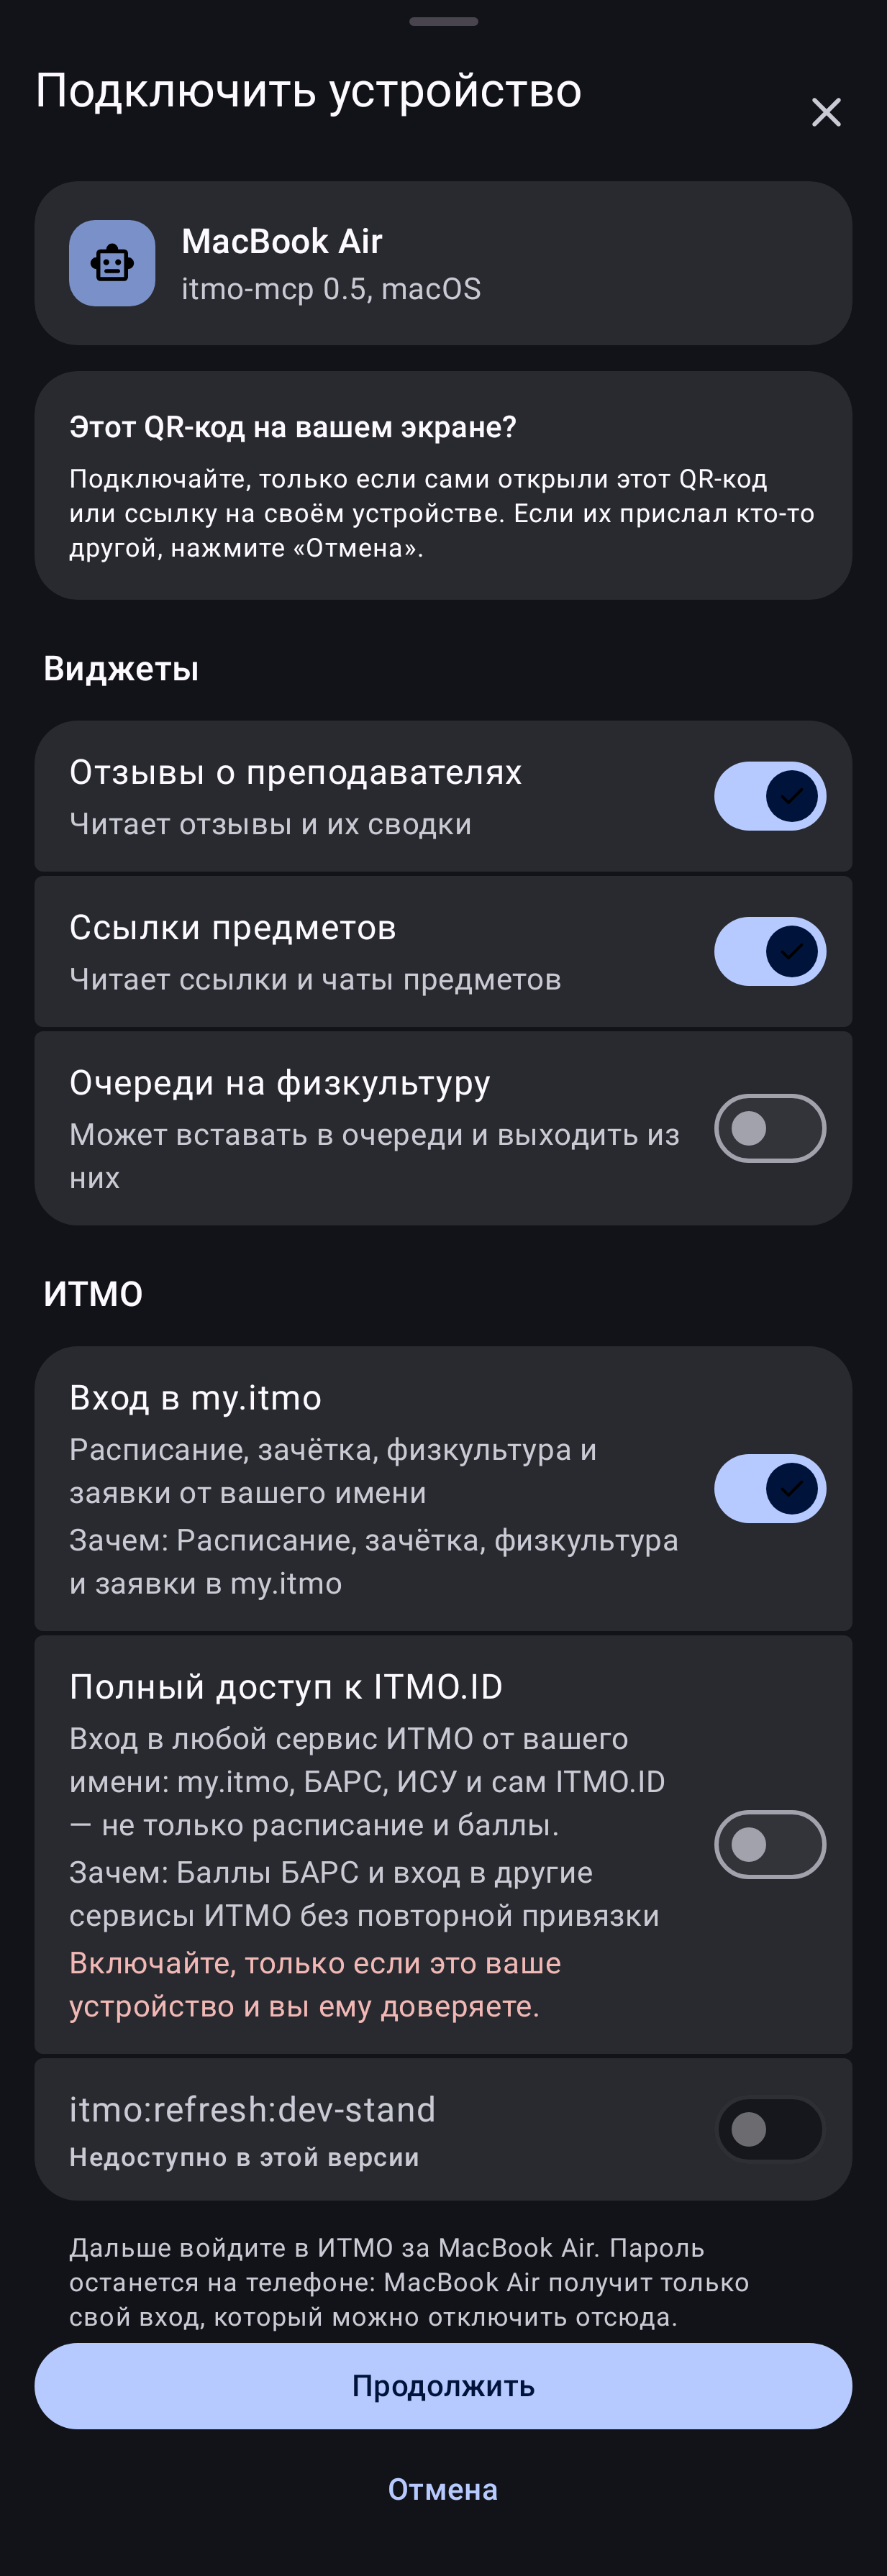 Подключить устройство
MacBook Air
itmo-mcp 0.5, macOS
Этот QR-код на вашем экране?
Подключайте, только если сами открыли этот QR-код
или ссылку на своём устройстве. Если их прислал кто-то
другой, нажмите «Отмена».
Виджеты
Отзывы о преподавателях
Читает отзывы и их сводки
Ссылки предметов
Читает ссылки и чаты предметов
Очереди на физкультуру
Может вставать в очереди и выходить из
них
ИТМО
Вход в my.itmo
Расписание, зачётка, физкультура и
заявки от вашего имени
Зачем: Расписание, зачётка, физкультура
и заявки в my.itmo
Полный доступ к ITMO.ID
Вход в любой сервис ИТМО от вашего
имени: my.itmo, БАРС, ИСУ и сам ITMO.ID
— не только расписание и баллы.
Зачем: Баллы БАРС и вход в другие
сервисы ИТМО без повторной привязки
Включайте, только если это ваше
устройство и вы ему доверяете.
itmo:refresh:dev-stand
Недоступно в этой версии
Дальше войдите в ИТМО за MacBook Air. Пароль
останется на телефоне: MacBook Air получит только
свой вход, который можно отключить отсюда.
Продолжить
Отмена